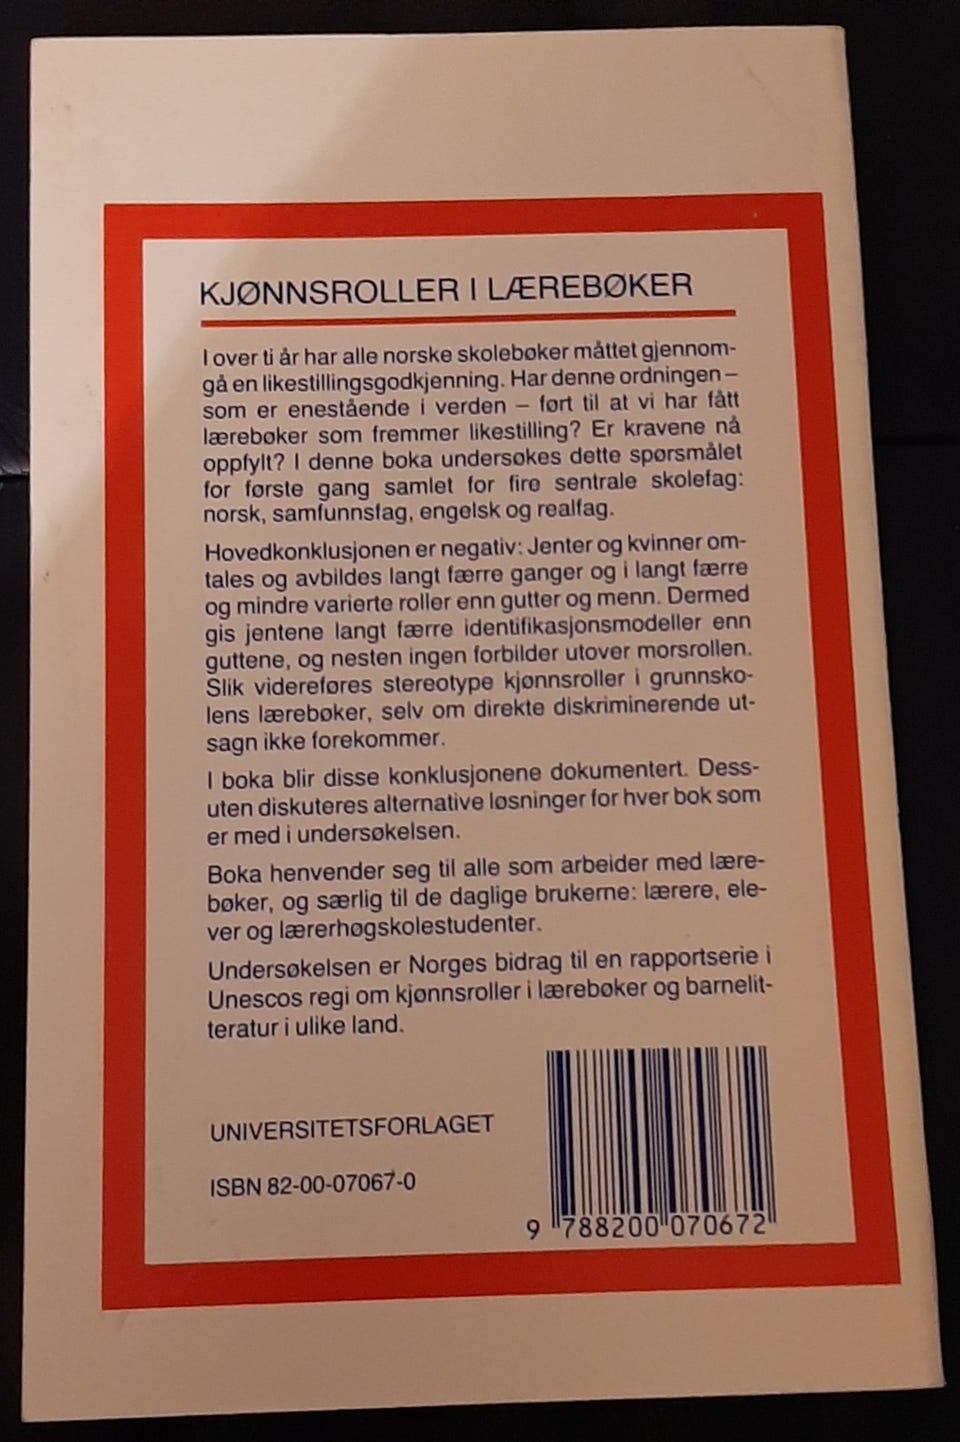 KJØNNSROLLER I LÆREBØKER
I over ti år har alle norske skolebøker måttet gjennom-
gå en likestillingsgodkjenning. Har denne ordningen –
som er enestående i verden – ført til at vi har fått
lærebøker som fremmer likestilling? Er kravene nå
oppfylt? I denne boka undersøkes dette spørsmålet
for første gang samlet for fire sentrale skolefag:
norsk, samfunnsfag, engelsk og realfag.
Hovedkonklusjonen er negativ: Jenter og kvinner om-
tales og avbildes langt færre ganger og i langt færre
og mindre varierte roller enn gutter og menn. Dermed
gis jentene langt færre identifikasjonsmodeller enn
guttene, og nesten ingen forbilder utover morsrollen.
Slik videreføres stereotype kjønnsroller i grunnsko-
lens lærebøker, selv om direkte diskriminerende ut-
sagn ikke forekommer.
I boka blir disse konklusjonene dokumentert. Dess-
uten diskuteres alternative løsninger for hver bok som
er med i undersøkelsen.
Boka henvender seg til alle som arbeider med lære-
bøker, og særlig til de daglige brukerne: lærere, ele-
ver og lærerhøgskolestudenter.
Undersøkelsen er Norges bidrag til en rapportserie i
Unescos regi om kjønnsroller i lærebøker og barnelit-
teratur i ulike land.
UNIVERSITETSFORLAGET
ISBN 82-00-07067-0
9 788200 070672